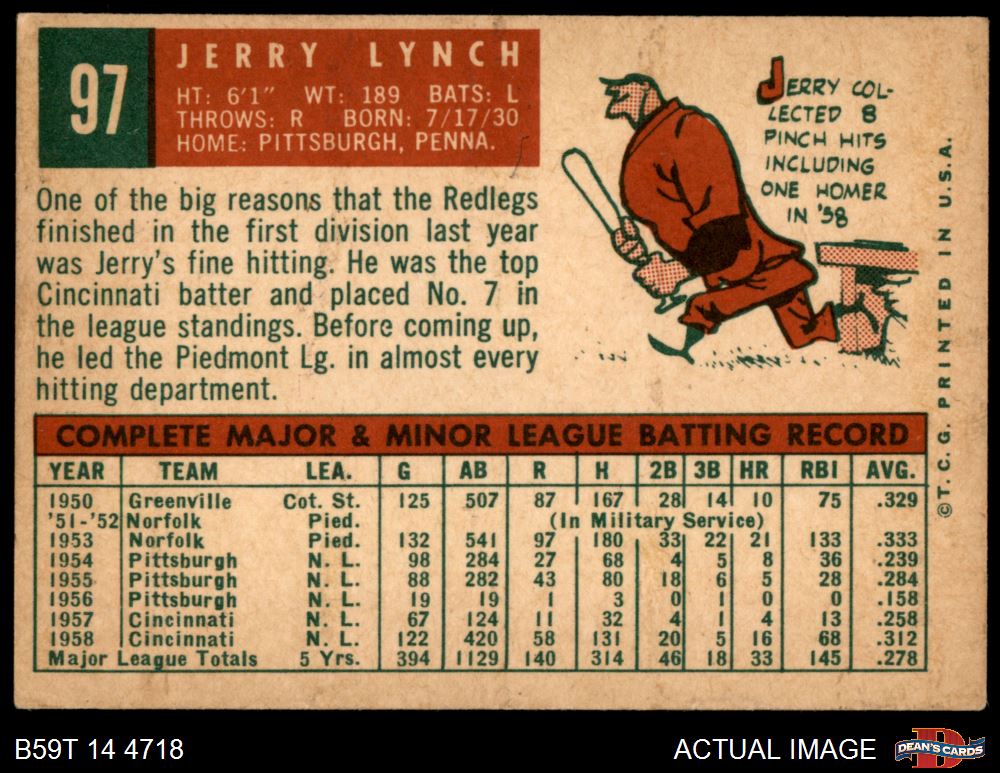 97
JERRY LYNCH
HT: 6'1" WT: 189 BATS: L
THROWS: R BORN: 7/17/30
HOME: PITTSBURGH, PENNA.
One of the big reasons that the Redlegs
finished in the first division last year
was Jerry's fine hitting. He was the top
Cincinnati batter and placed No. 7 in
the league standings. Before coming up,
he led the Piedmont Lg. in almost every
hitting department.
JERRY COL-
LECTED 8
PINCH HITS
INCLUDING
ONE HOMER
IN '58
©T. C. G. PRINTED IN U.S.A.
COMPLETE MAJOR & MINOR LEAGUE BATTING RECORD
YEAR TEAM LEA. G AB R H 2B 3B HR RBI AVG.
1950 Greenville Cot. St. 125 507 87 167 28 14 10 75 .329
'51-'52 Norfolk Pied. (In Military Service)
1953 Norfolk Pied. 132 541 97 180 33 22 21 133 .333
1954 Pittsburgh N. L. 98 284 27 68 4 5 8 36 .239
1955 Pittsburgh N. L. 88 282 43 80 18 6 5 28 .284
1956 Pittsburgh N. L. 19 19 1 3 0 1 0 0 .158
1957 Cincinnati N. L. 67 124 11 32 4 1 4 13 .258
1958 Cincinnati N. L. 122 420 58 131 20 5 16 68 .312
Major League Totals 5 Yrs. 394 1129 140 314 46 18 33 145 .278
B59T 14 4718
ACTUAL IMAGE
D
DEAN'S CARDS